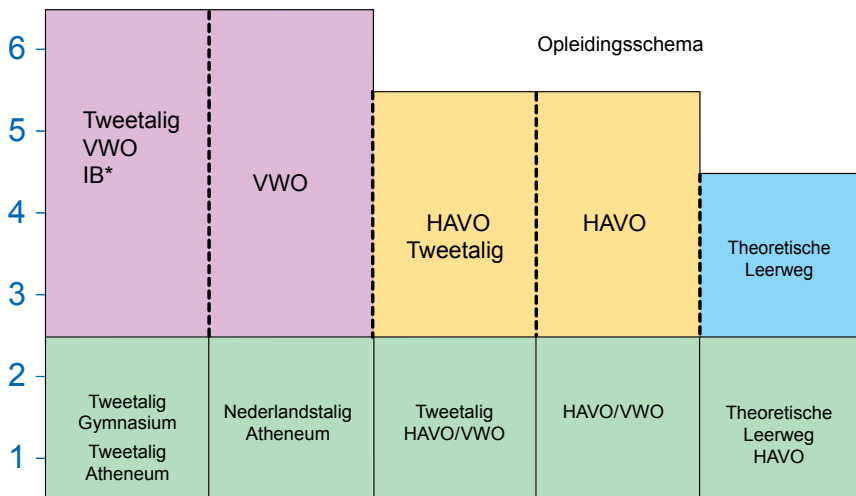 Opleidingsschema
6
5
4
3
2
1
Tweetalig
VWO
IB*
VWO
HAVO
Tweetalig
HAVO
Theoretische
Leerweg
Tweetalig
Gymnasium
Tweetalig
Atheneum
Nederlandstalig
Atheneum
Tweetalig
HAVO/VWO
HAVO/VWO
Theoretische
Leerweg
HAVO